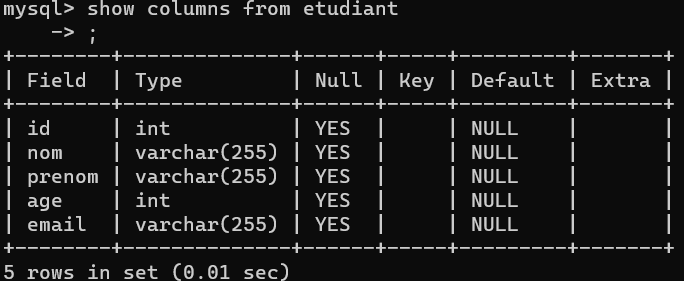 mysql> show columns from etudiant
    -> ;
+--------+--------------+------+-----+---------+-------+
| Field  | Type         | Null | Key | Default | Extra |
+--------+--------------+------+-----+---------+-------+
| id     | int          | YES  |     | NULL    |       |
| nom    | varchar(255) | YES  |     | NULL    |       |
| prenom | varchar(255) | YES  |     | NULL    |       |
| age    | int          | YES  |     | NULL    |       |
| email  | varchar(255) | YES  |     | NULL    |       |
+--------+--------------+------+-----+---------+-------+
5 rows in set (0.01 sec)